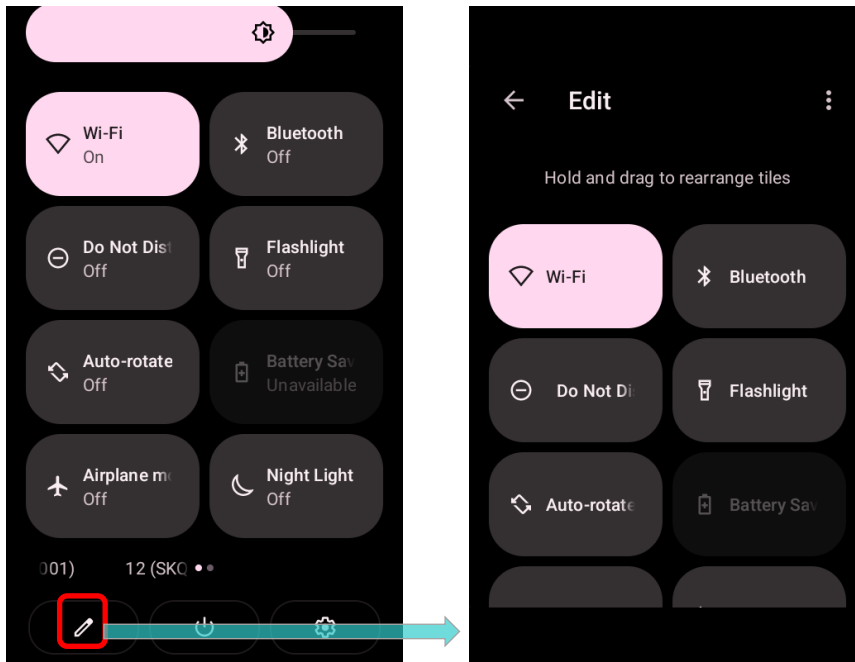 Wi-Fi
On
Bluetooth
Off
Do Not Dist
Off
Flashlight
Off
Auto-rotate
Off
Battery Sav
Unavailable
Airplane m
Off
Night Light
Off
001) 12 (SKQ
Edit
Hold and drag to rearrange tiles
Wi-Fi
Bluetooth
Do Not Di
Flashlight
Auto-rotate
Battery Sav